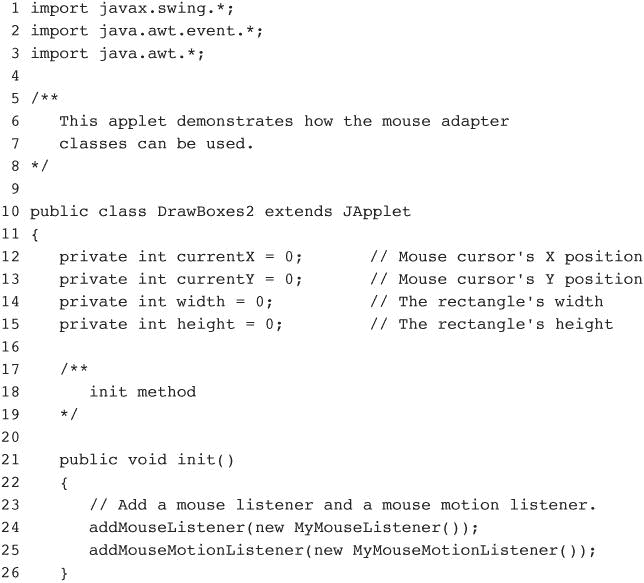 1 import javax.swing.*;
2 import java.awt.event.*;
3 import java.awt.*;
4
5 /**
6    This applet demonstrates how the mouse adapter
7    classes can be used.
8 */
9
10 public class DrawBoxes2 extends JApplet
11 {
12    private int currentX = 0;       // Mouse cursor's X position
13    private int currentY = 0;       // Mouse cursor's Y position
14    private int width = 0;          // The rectangle's width
15    private int height = 0;         // The rectangle's height
16
17    /**
18       init method
19    */
20
21    public void init()
22    {
23       // Add a mouse listener and a mouse motion listener.
24       addMouseListener(new MyMouseListener());
25       addMouseMotionListener(new MyMouseMotionListener());
26    }